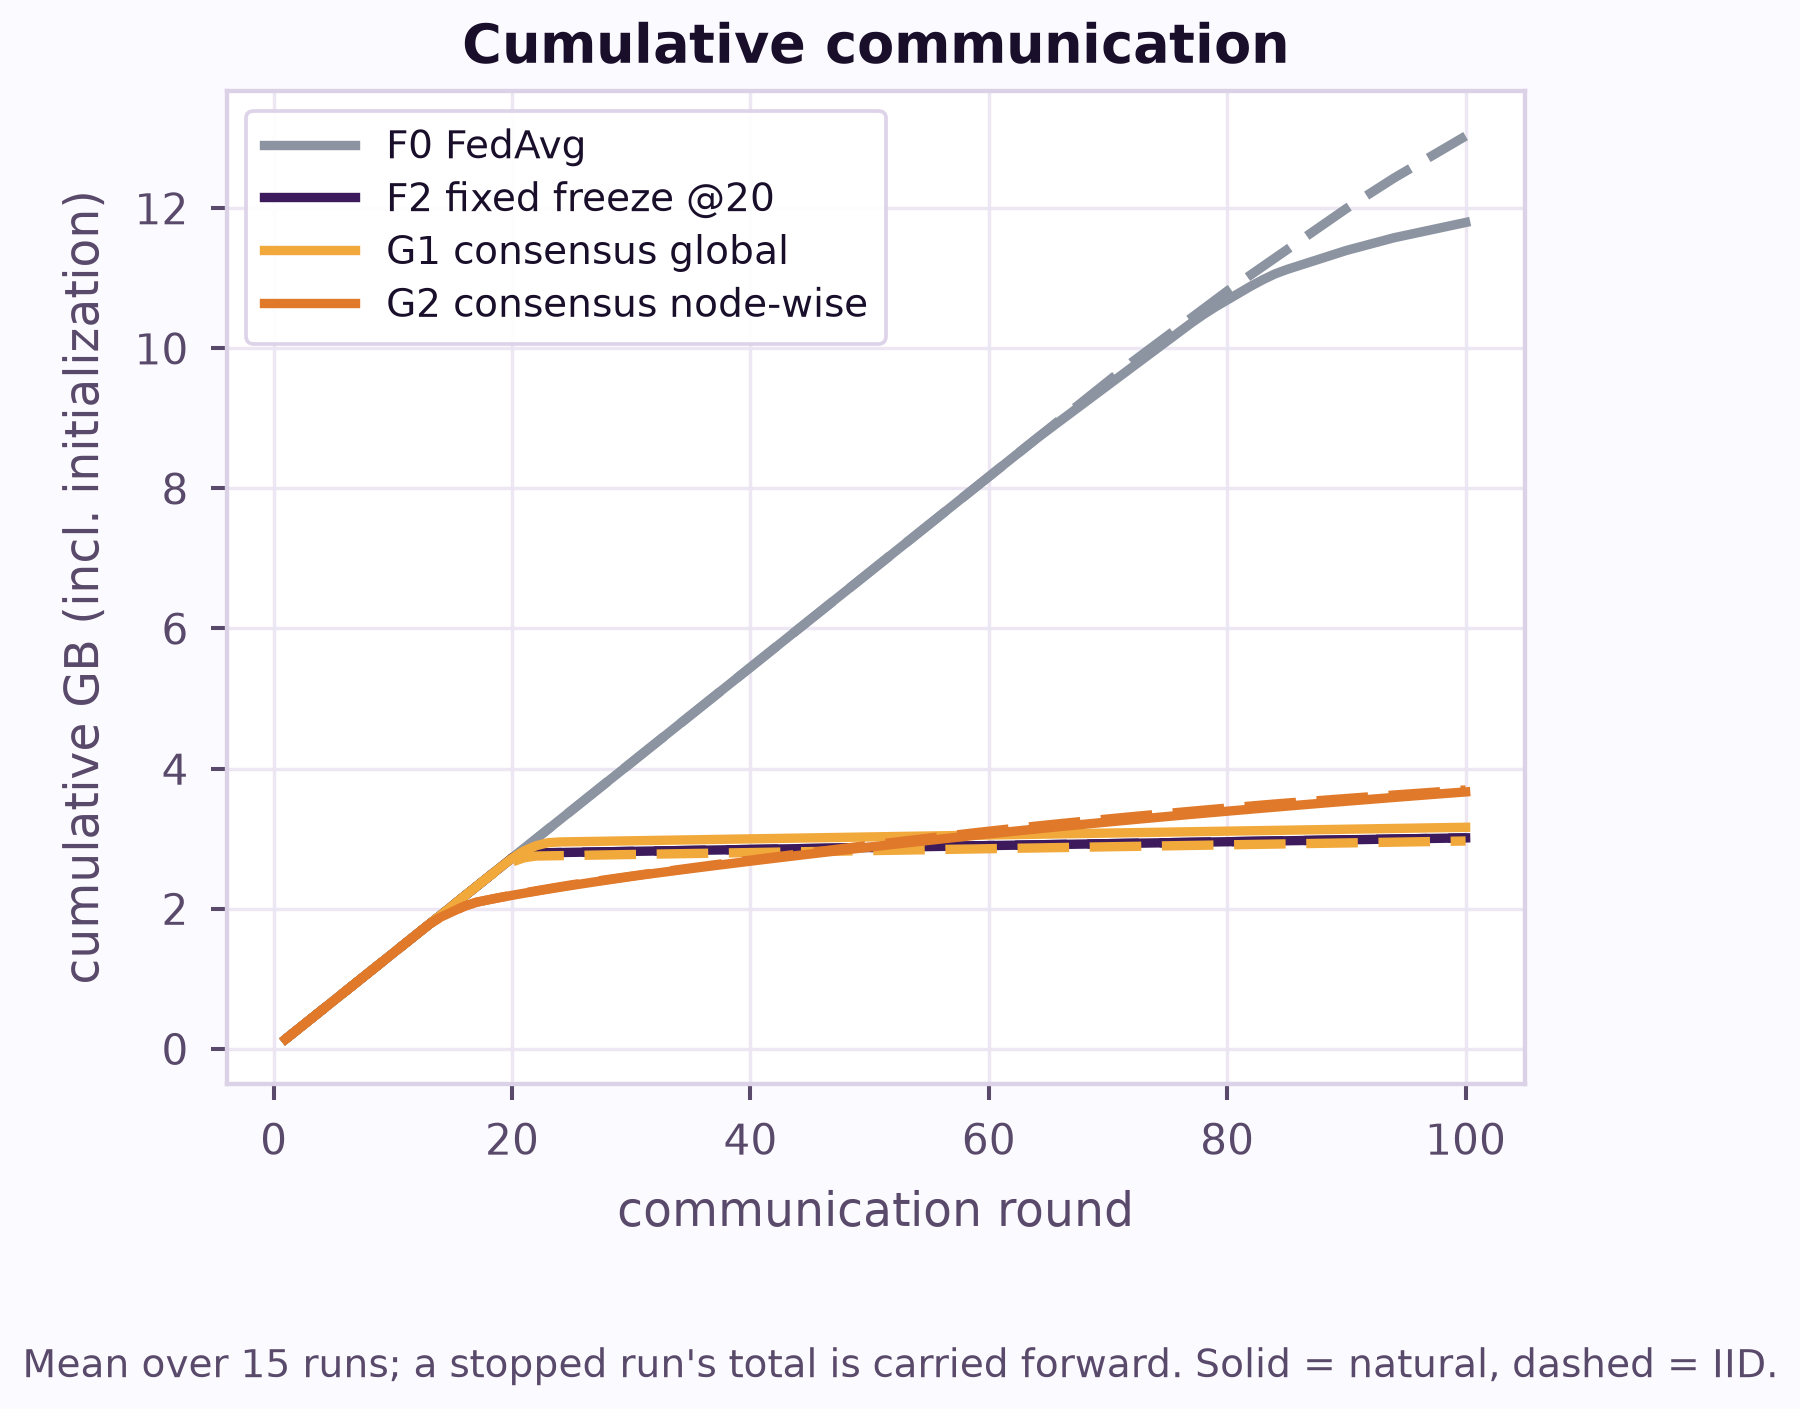 Cumulative communication
F0 FedAvg
F2 fixed freeze @20
G1 consensus global
G2 consensus node-wise
cumulative GB (incl. initialization)
12
10
8
6
4
2
0
0 20 40 60 80 100
communication round
Mean over 15 runs; a stopped run's total is carried forward. Solid = natural, dashed = IID.